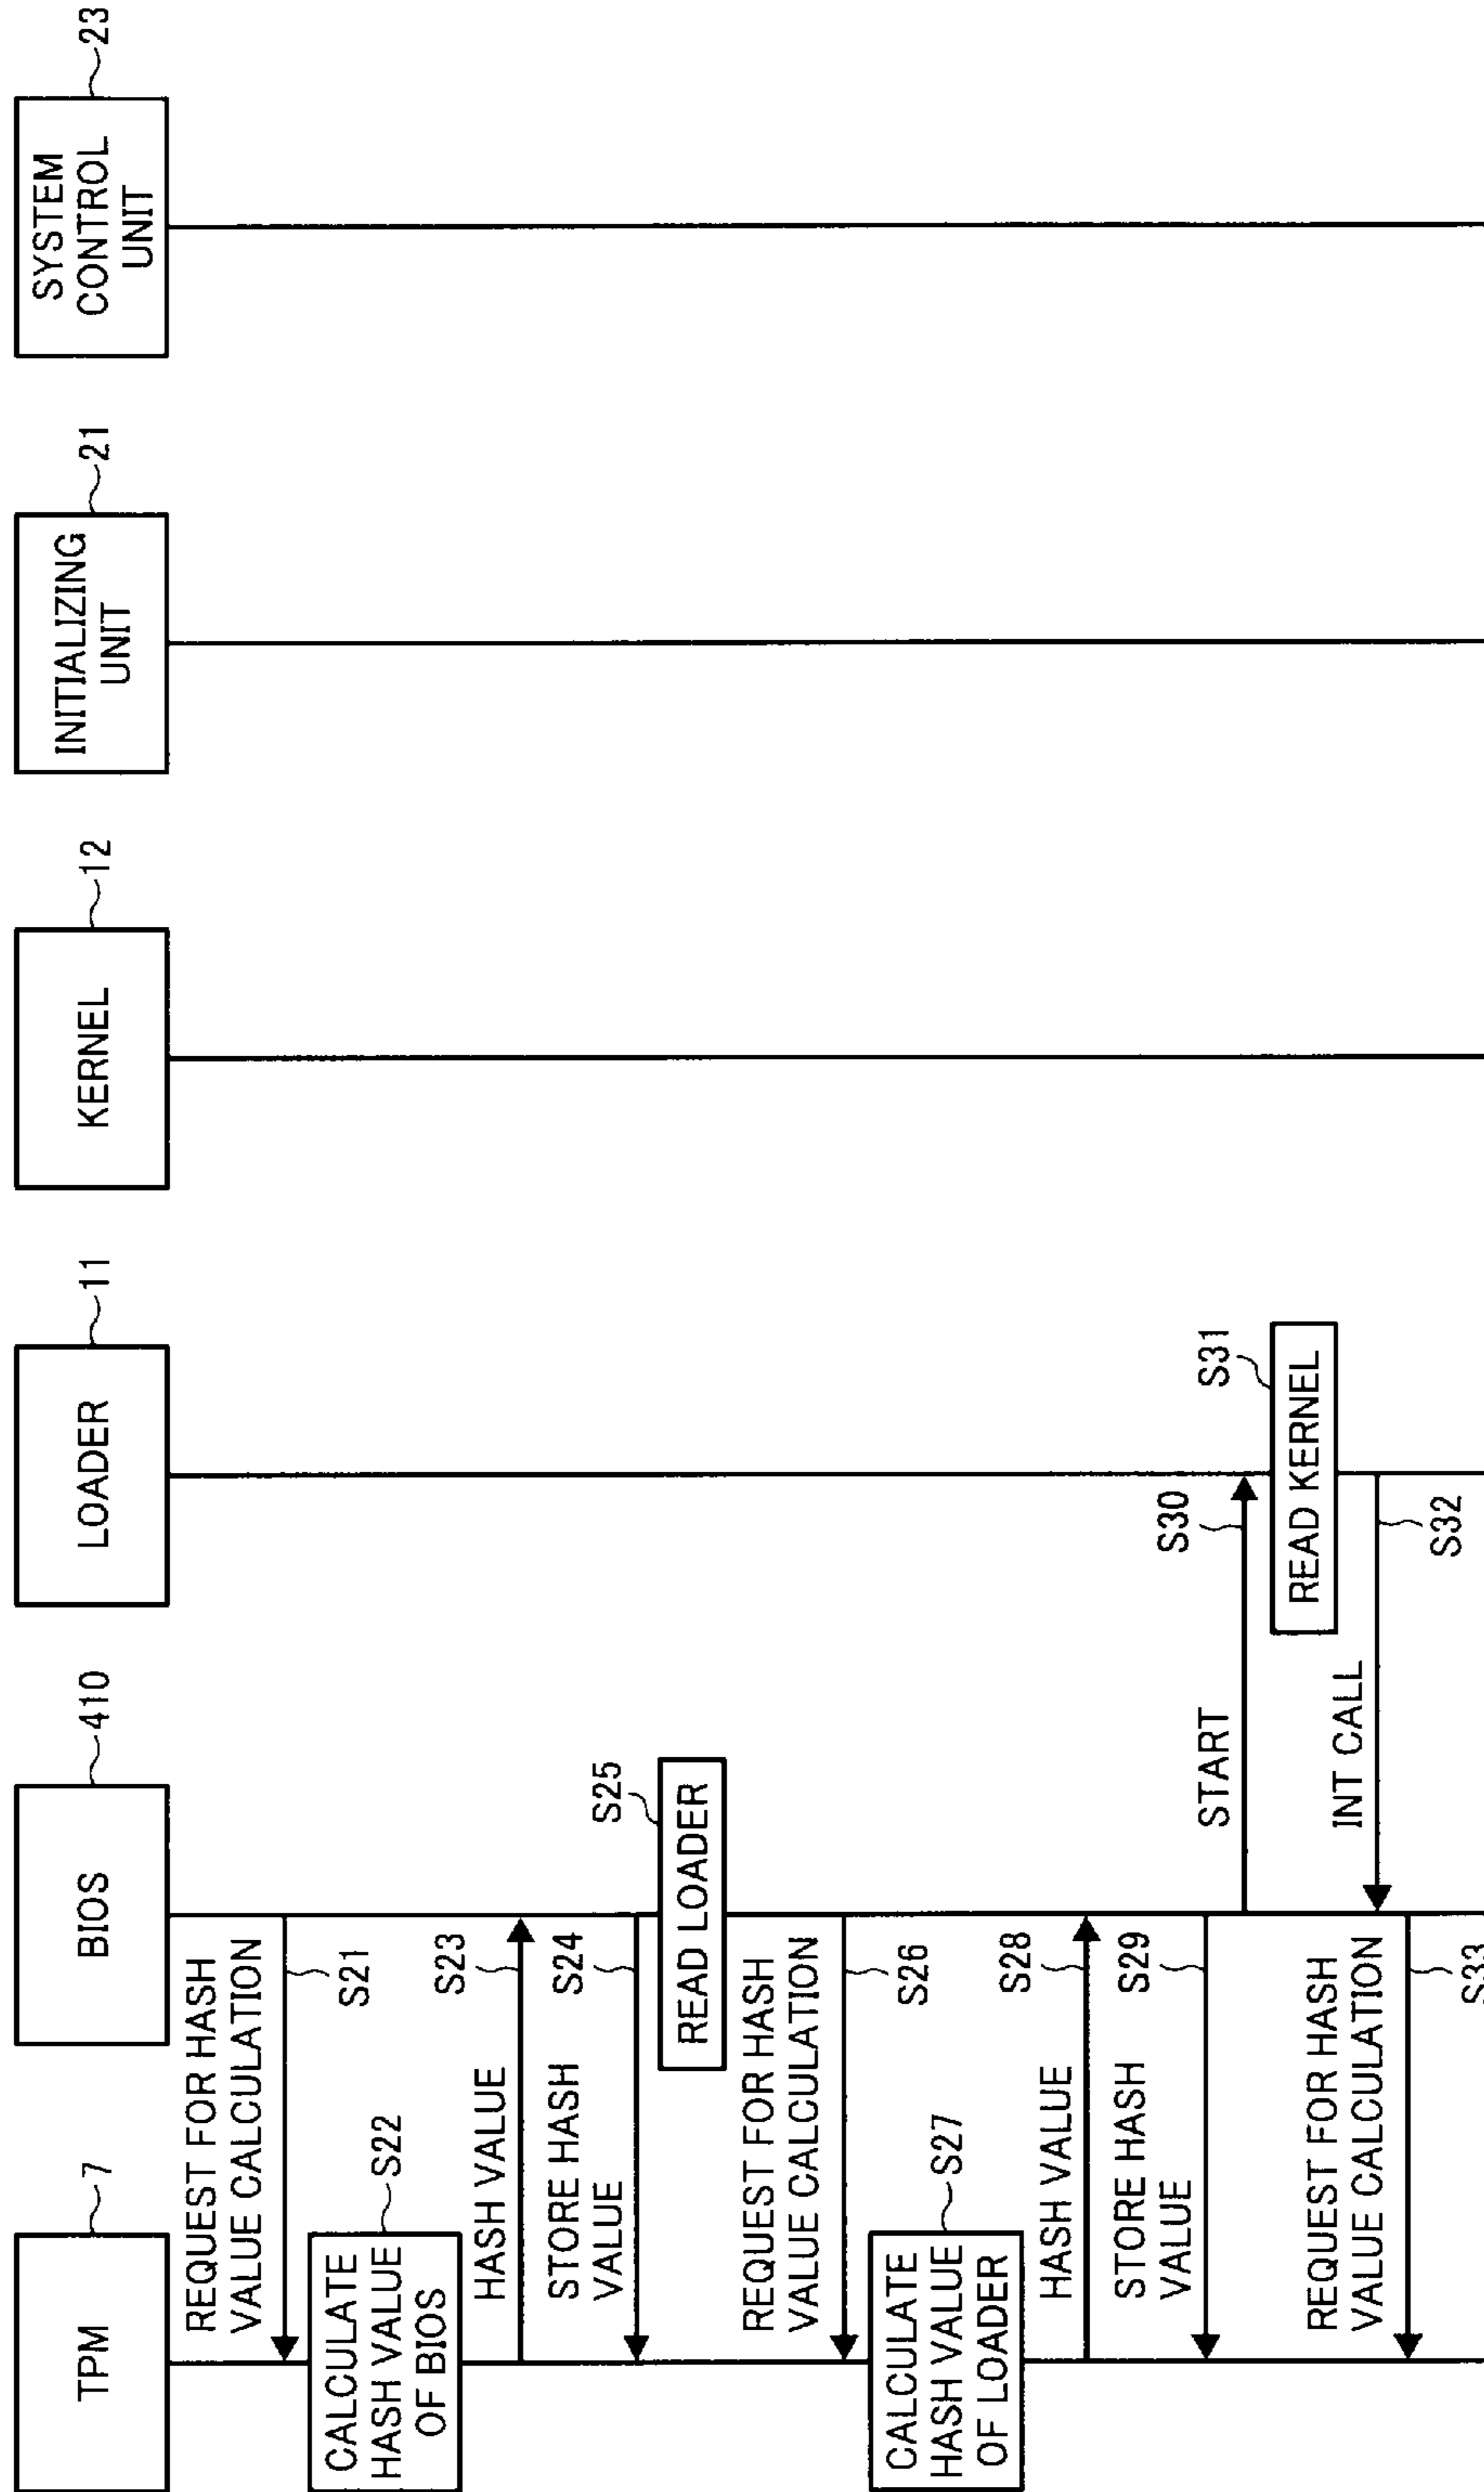 TPM
7
BIOS
410
LOADER
11
KERNEL
12
INITIALIZING
UNIT
21
SYSTEM
CONTROL
UNIT
23
REQUEST FOR HASH
VALUE CALCULATION
S21
CALCULATE
HASH VALUE
OF BIOS
S22
HASH VALUE
S23
STORE HASH
VALUE
S24
READ LOADER
S25
REQUEST FOR HASH
VALUE CALCULATION
S26
CALCULATE
HASH VALUE
OF LOADER
S27
HASH VALUE
S28
STORE HASH
VALUE
S29
START
S30
READ KERNEL
S31
INT CALL
S32
REQUEST FOR HASH
VALUE CALCULATION
S33